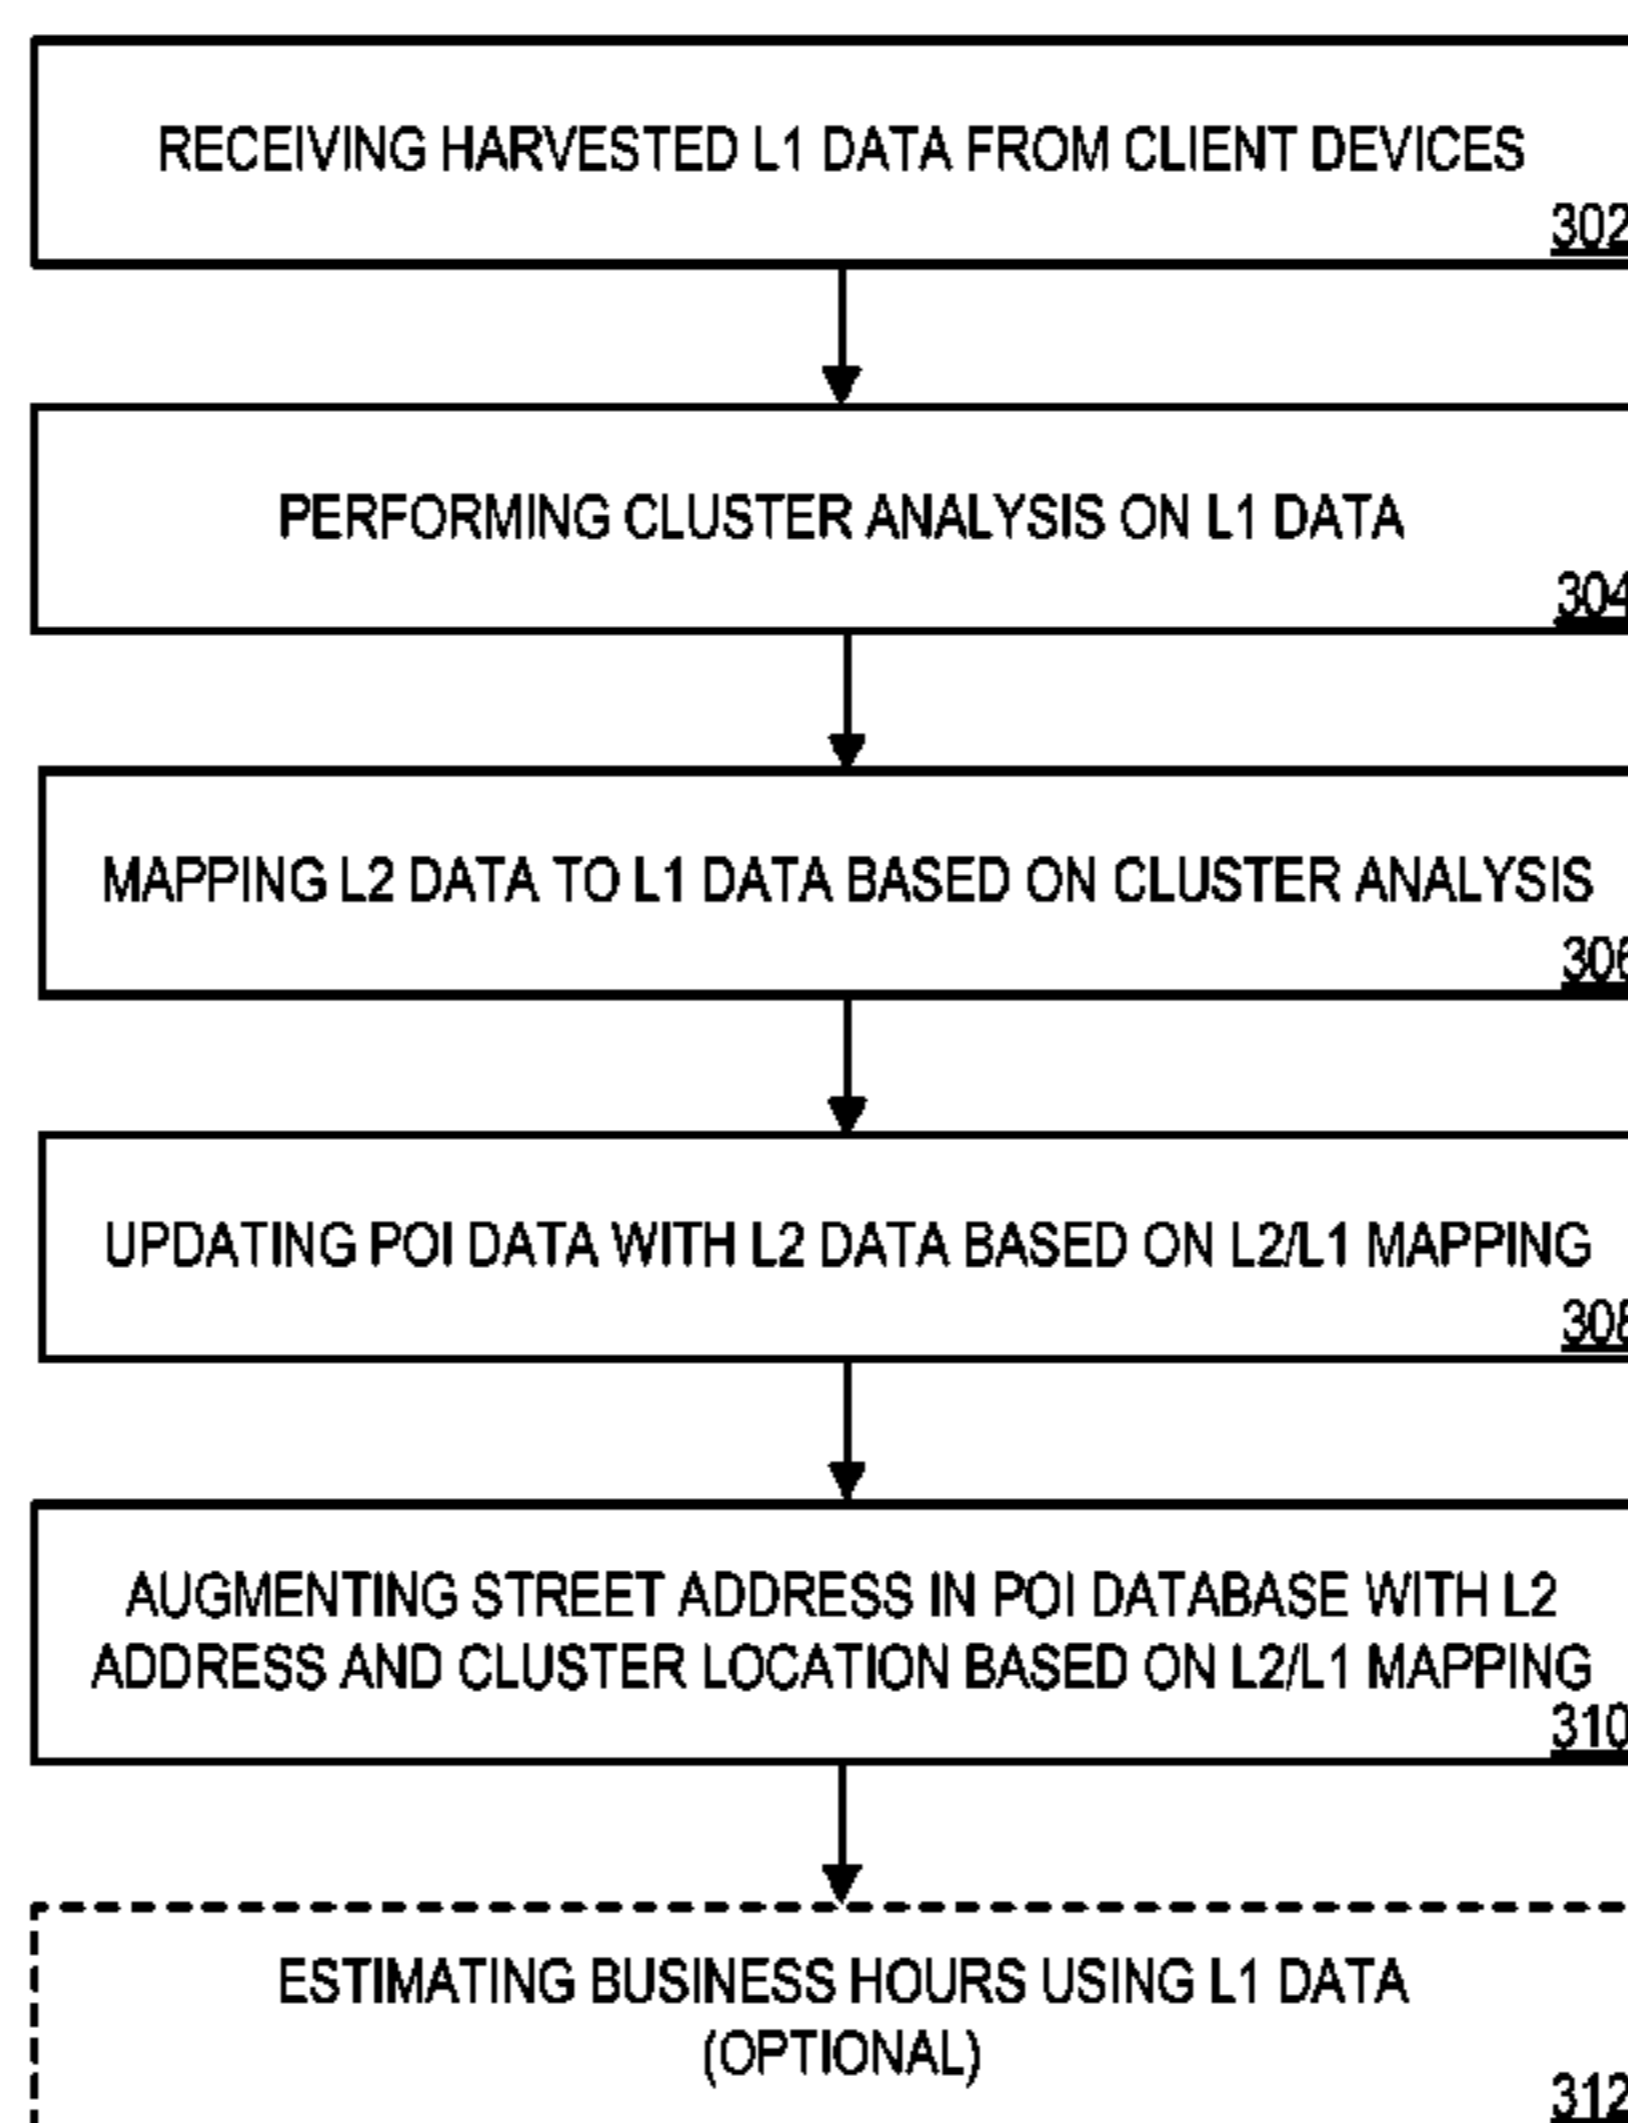 RECEIVING HARVESTED L1 DATA FROM CLIENT DEVICES
302
PERFORMING CLUSTER ANALYSIS ON L1 DATA
304
MAPPING L2 DATA TO L1 DATA BASED ON CLUSTER ANALYSIS
306
UPDATING POI DATA WITH L2 DATA BASED ON L2/L1 MAPPING
308
AUGMENTING STREET ADDRESS IN POI DATABASE WITH L2
ADDRESS AND CLUSTER LOCATION BASED ON L2/L1 MAPPING
310
ESTIMATING BUSINESS HOURS USING L1 DATA
(OPTIONAL)
312